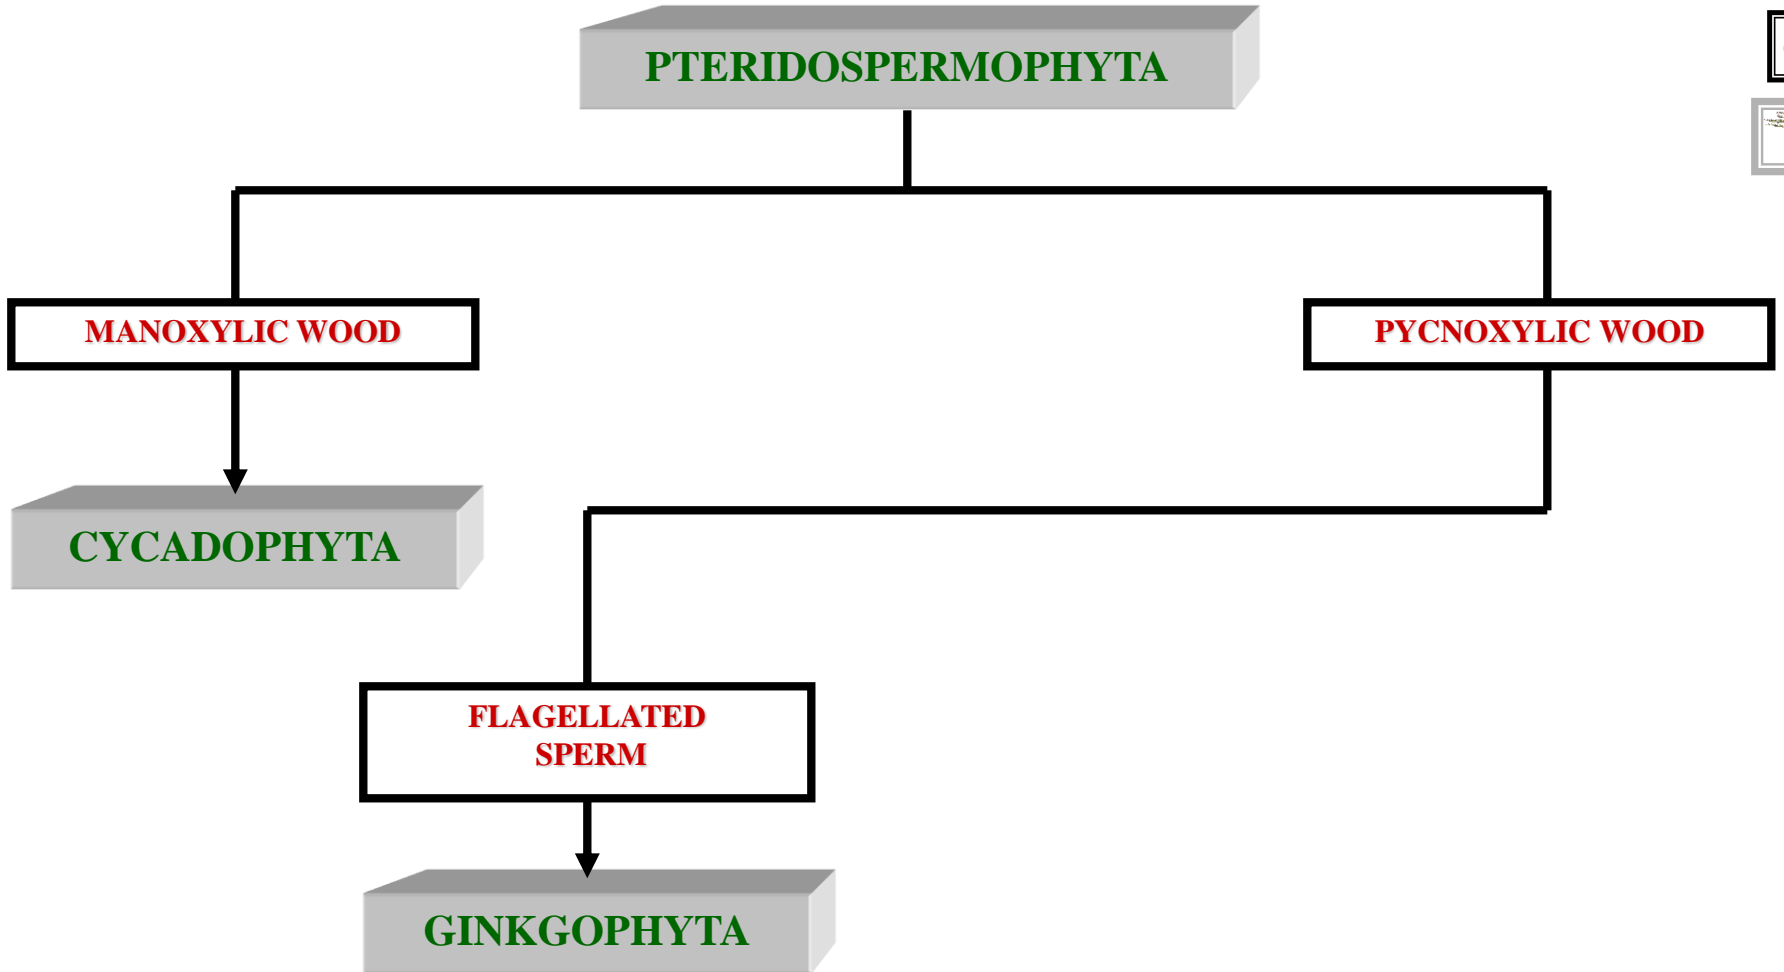 PTERIDOSPERMOPHYTA
MANOXYLIC WOOD
PYCNOXYLIC WOOD
CYCADOPHYTA
FLAGELLATED
SPERM
GINKGOPHYTA